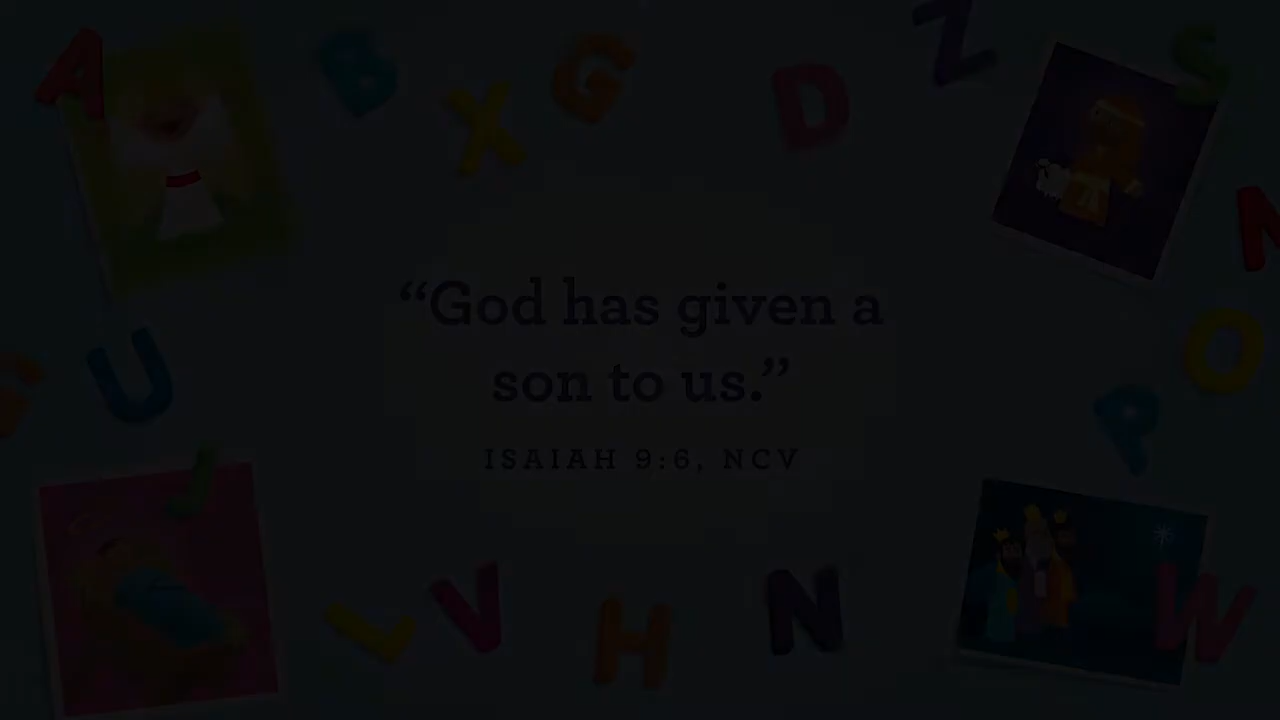 A B X G D Z S
A
N
“God has given a
son to us.”
ISAIAH 9:6, NCV
G U O P
J
L V H N W